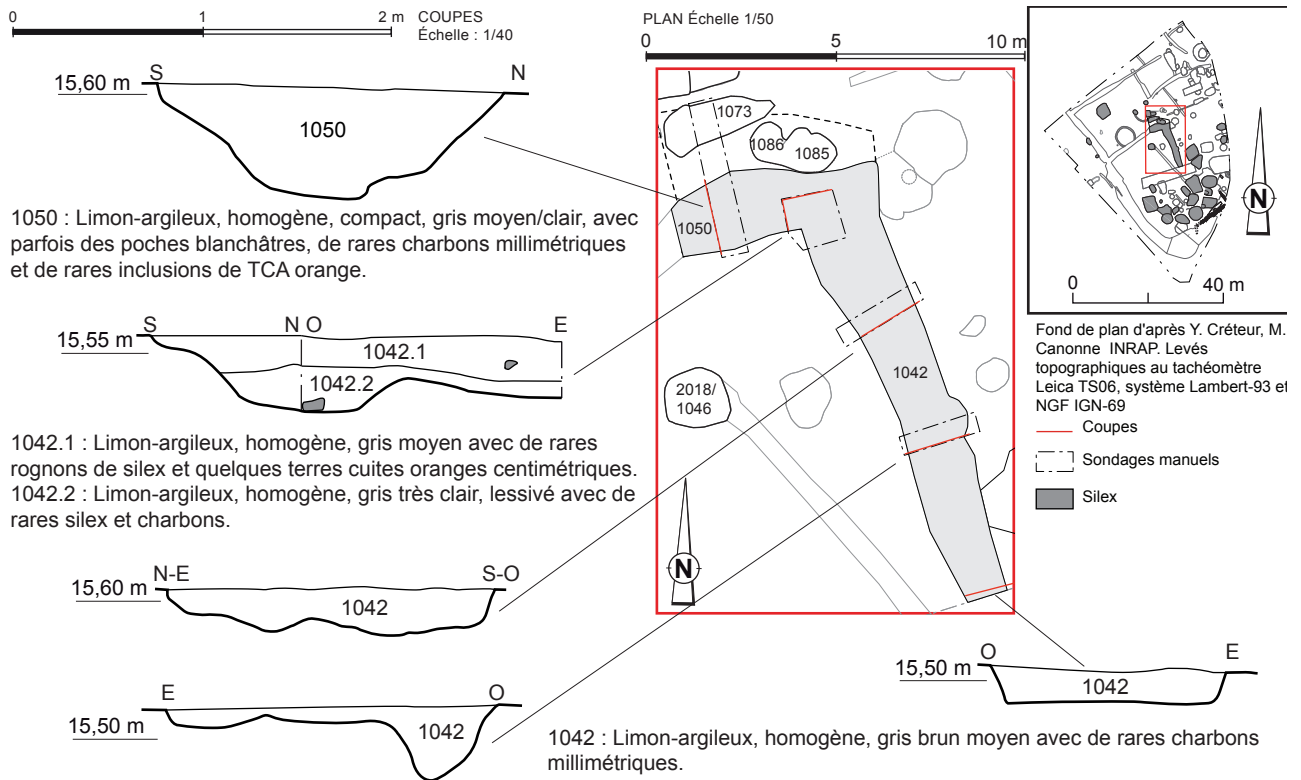 0 1 2 m COUPES
Échelle : 1/40
S N
15,60 m
1050
1050 : Limon-argileux, homogène, compact, gris moyen/clair, avec
parfois des poches blanchâtres, de rares charbons millimétriques
et de rares inclusions de TCA orange.
S N O E
15,55 m
1042.1
1042.2
1042.1 : Limon-argileux, homogène, gris moyen avec de rares
rognons de silex et quelques terres cuites oranges centimétriques.
1042.2 : Limon-argileux, homogène, gris très clair, lessivé avec de
rares silex et charbons.
N-E S-O
15,60 m
1042
E O
15,50 m
1042
PLAN Échelle 1/50
0 5 10 m
1073
1086
1085
1050
1042
2018/
1046
N
O E
15,50 m
1042
1042 : Limon-argileux, homogène, gris brun moyen avec de rares charbons
millimétriques.
N
0 40 m
Fond de plan d'après Y. Créteur, M.
Canonne INRAP. Levés
topographiques au tachéomètre
Leica TS06, système Lambert-93 et
NGF IGN-69
Coupes
Sondages manuels
Silex